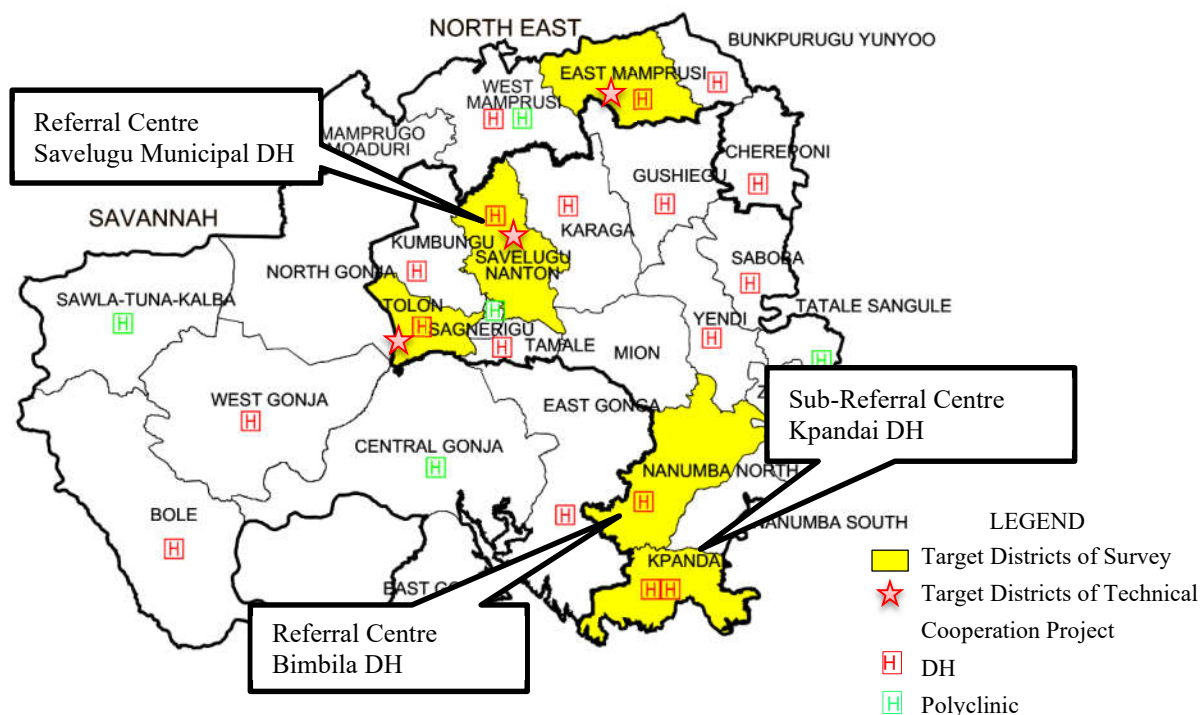 NORTH EAST
BUNKPURUGU YUNYOO
EAST MAMPRUSI
WEST
MAMPRUSI
Referral Centre
Savelugu Municipal DH
MAMPRUGO
MOADURI
CHEREPONI
GUSHIEGU
SAVANNAH
KARAGA
KUMBUNGU
SAVELUGU
NANTON
SABOBA
NORTH GONJA
SAWLA-TUNA-KALBA
TATALE SANGULE
TOLON
SAGNERIGU
YENDI
TAMALE
MION
Z
WEST GONJA
EAST GONGA
Sub-Referral Centre
Kpandai DH
CENTRAL GONJA
NANUMBA NORTH
BOLE
NANUMBA SOUTH
LEGEND
KPANDAI
Target Districts of Survey
EAST GO
Target Districts of Technical
Cooperation Project
Referral Centre
Bimbila DH
H DH
H Polyclinic